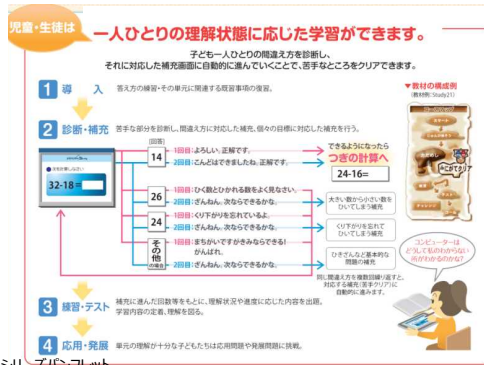 児童・生徒は
一人ひとりの理解状態に応じた学習ができます。
子ども一人ひとりの間違え方を診断し、
それに対応した補充画面に自動的に進んでいくことで、苦手なところをクリアできます。
1 導 入 答え方の練習・その単元に関連する既習事項の復習。
2 診断・補充 苦手な部分を診断し、間違え方に対応した補充、個々の目標に対応した補充を行う。
▼教材の構成例
(教材例:Study21)
スタート
[回答]
14
1回目:よろしい、正解です。
2回目:こんどはできましたね、正解です。
できるようになったら
つぎの計算へ
24-16=
32-18=
26
1回目:ひく数とひかれる数をよく見なさい。
2回目:ざんねん、次ならできるかな。
大きい数から小さい数を
ひいてしまう補充
24
1回目:くり下がりを忘れているよ。
2回目:ざんねん、次ならできるかな。
くり下がりを忘れて
ひいてしまう補充
その他
の場合
1回目:まちがいですがきみならできる!
がんばれ。
2回目:ざんねん、次ならできるかな。
ひきざんなど基本的な
問題の補充
同じ間違え方を複数回繰り返すと、
対応する補充(苦手クリア)に
自動的に進みます。
コンピューターは
どうして私のわからない
所がわかるのかな?
3 練習・テスト 補充に進んだ回数等をもとに、理解状況や進度に応じた内容を出題。
学習内容の定着、理解を図る。
4 応用・発展 単元の理解が十分な子どもたちは応用問題や発展問題に挑戦。